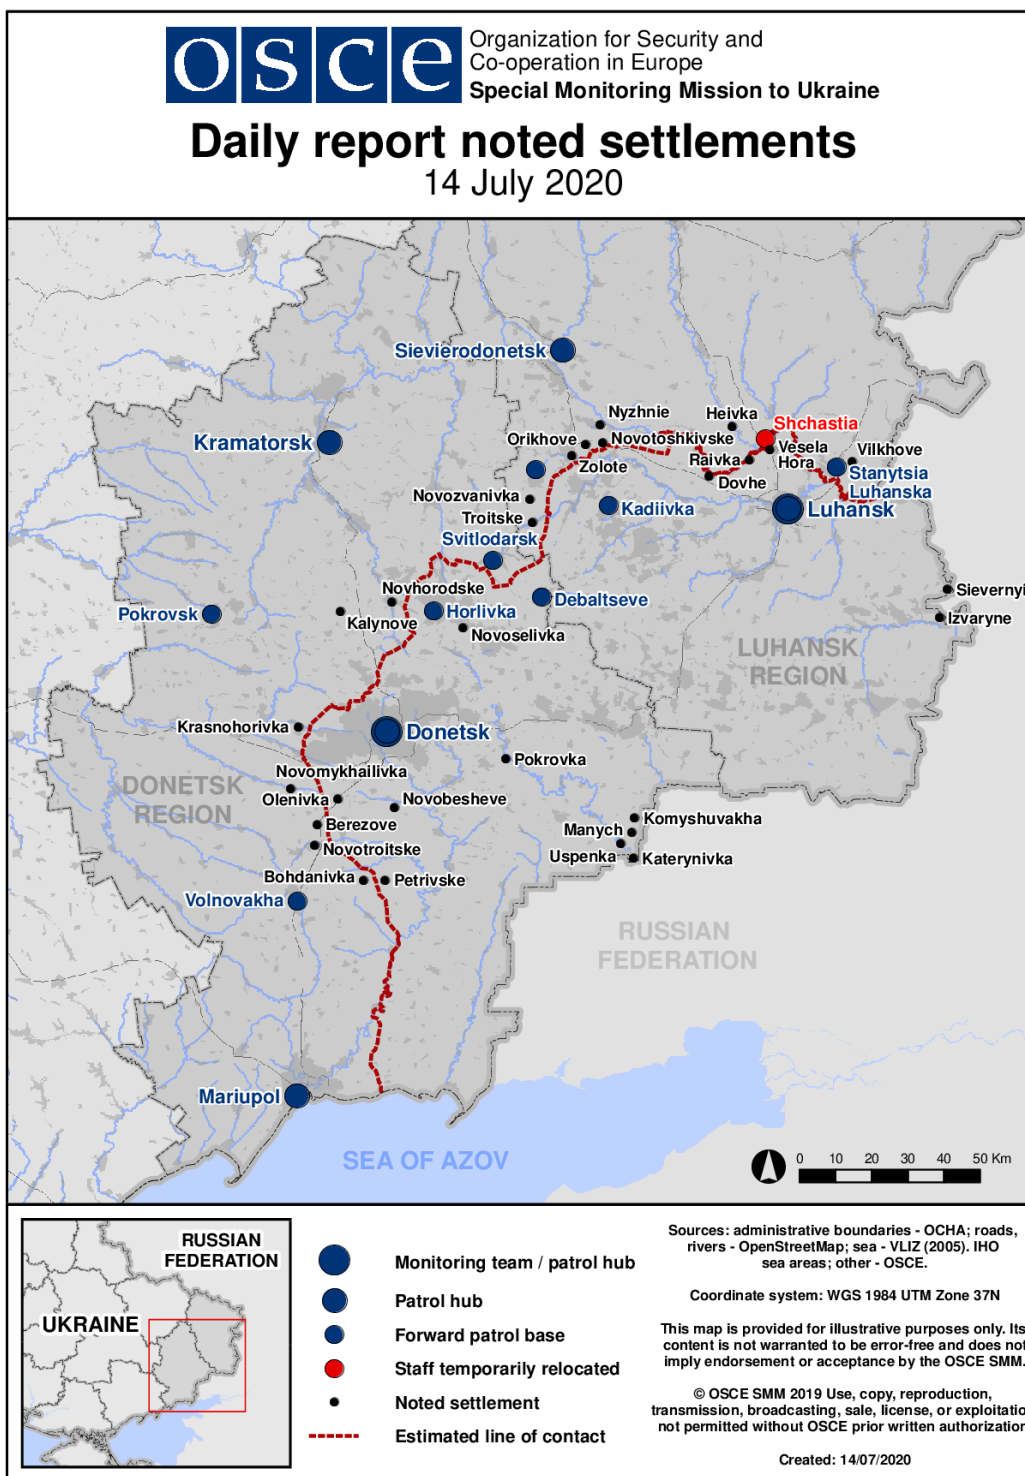 osce
Organization for Security and
Co-operation in Europe
Special Monitoring Mission to Ukraine
Daily report noted settlements
14 July 2020
Sievierodonetsk
Nyzhnie
Heivka
Shchastia
Kramatorsk
Orikhove
Novotoshkivske
Vesela
Hora
Vilkhove
Raivka
Zolote
Stanytsia
Luhanska
Dovhe
Novozvanivka
Kadiivka
Luhansk
Troitske
Svitlodarsk
Novhorodske
Debaltseve
Sievernyi
Pokrovsk
Horlivka
Kalynove
Izvaryne
Novoselivka
LUHANSK
REGION
Krasnohorivka
Donetsk
Pokrovka
Novomykhailivka
DONETSK
REGION
Olenivka
Novobesheve
Komyshuvakha
Berezove
Manych
Novotroitske
Uspenka
Katerynivka
Bohdanivka
Petrivske
Volnovakha
RUSSIAN
FEDERATION
Mariupol
SEA OF AZOV
0 10 20 30 40 50 Km
RUSSIAN
FEDERATION
UKRAINE
Monitoring team / patrol hub
Patrol hub
Forward patrol base
Staff temporarily relocated
Noted settlement
Estimated line of contact
Sources: administrative boundaries - OCHA; roads,
rivers - OpenStreetMap; sea - VLIZ (2005). IHO
sea areas; other - OSCE.
Coordinate system: WGS 1984 UTM Zone 37N
This map is provided for illustrative purposes only. Its
content is not warranted to be error-free and does not
imply endorsement or acceptance by the OSCE SMM.
© OSCE SMM 2019 Use, copy, reproduction,
transmission, broadcasting, sale, license, or exploitatio
not permitted without OSCE prior written authorization
Created: 14/07/2020